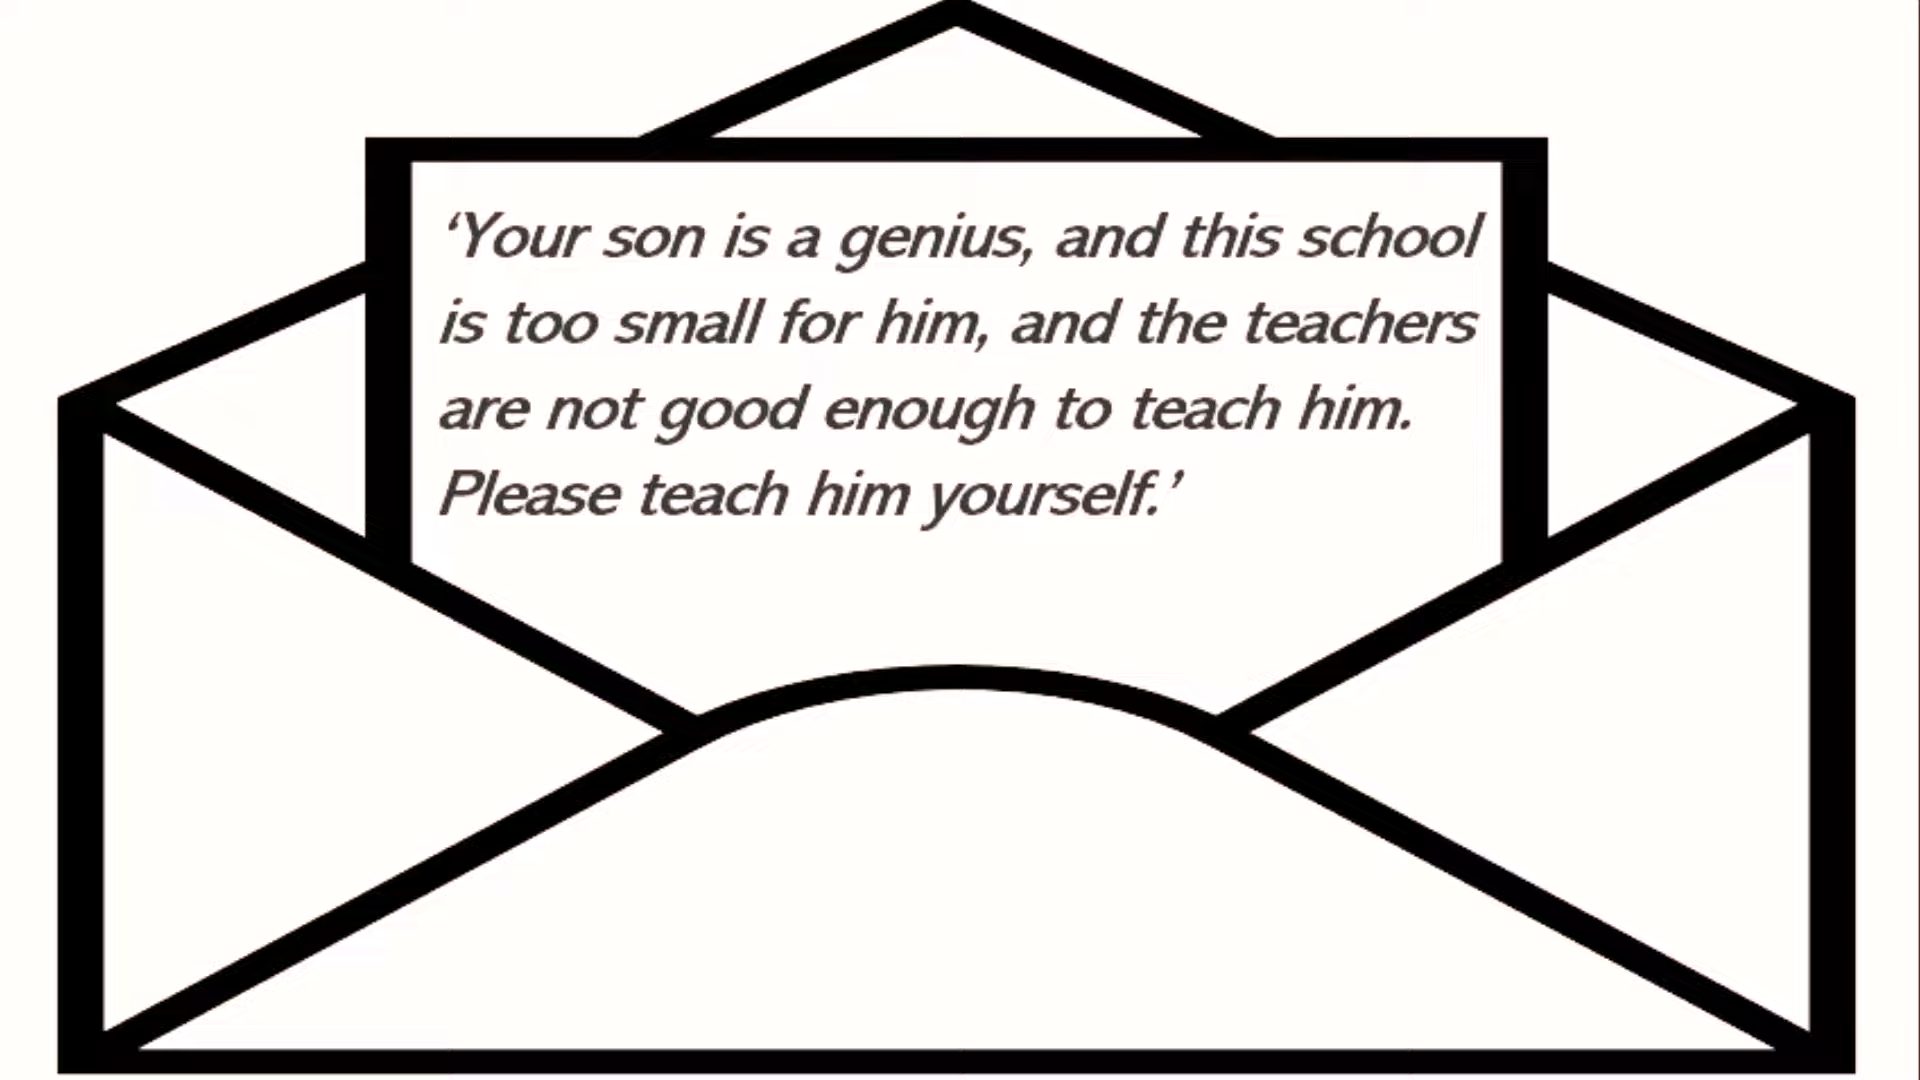 ‘Your son is a genius, and this school
is too small for him, and the teachers
are not good enough to teach him.
Please teach him yourself.’